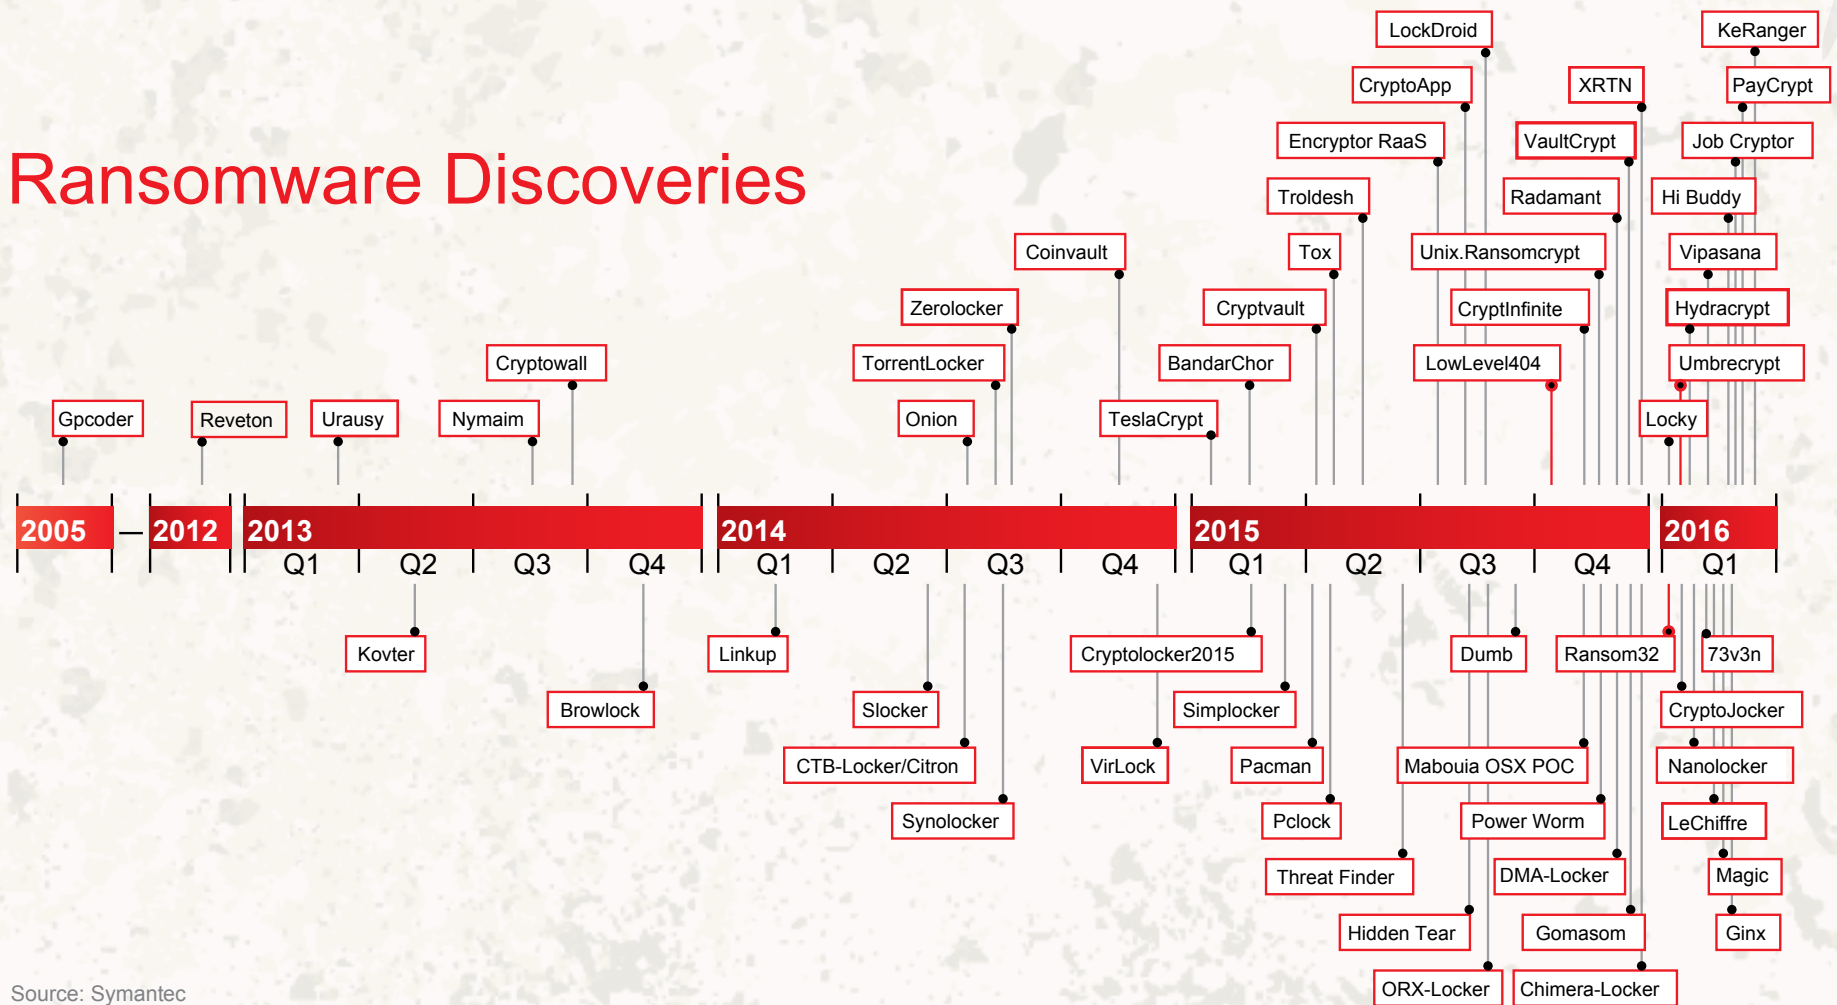 LockDroid
KeRanger
CryptoApp
XRTN
PayCrypt
Encryptor RaaS
VaultCrypt
Job Cryptor
Ransomware Discoveries
Troldesh
Radamant
Hi Buddy
Coinvault
Tox
Unix.Ransomcrypt
Vipasana
Zerolocker
Cryptvault
CryptInfinite
Hydracrypt
Cryptowall
TorrentLocker
BandarChor
LowLevel404
Umbrecrypt
Gpcoder
Reveton
Urausy
Nymaim
Onion
TeslaCrypt
Locky
2005 — 2012 2013 2014 2015 2016
Q1 Q2 Q3 Q4 Q1 Q2 Q3 Q4 Q1 Q2 Q3 Q4 Q1
Kovter
Linkup
Cryptolocker2015
Dumb
Ransom32
73v3n
Browlock
Slocker
Simplocker
CryptoJocker
CTB-Locker/Citron
VirLock
Pacman
Mabouia OSX POC
Nanolocker
Synolocker
Pclock
Power Worm
LeChiffre
Threat Finder
DMA-Locker
Magic
Hidden Tear
Gomasom
Ginx
ORX-Locker
Chimera-Locker
Source: Symantec